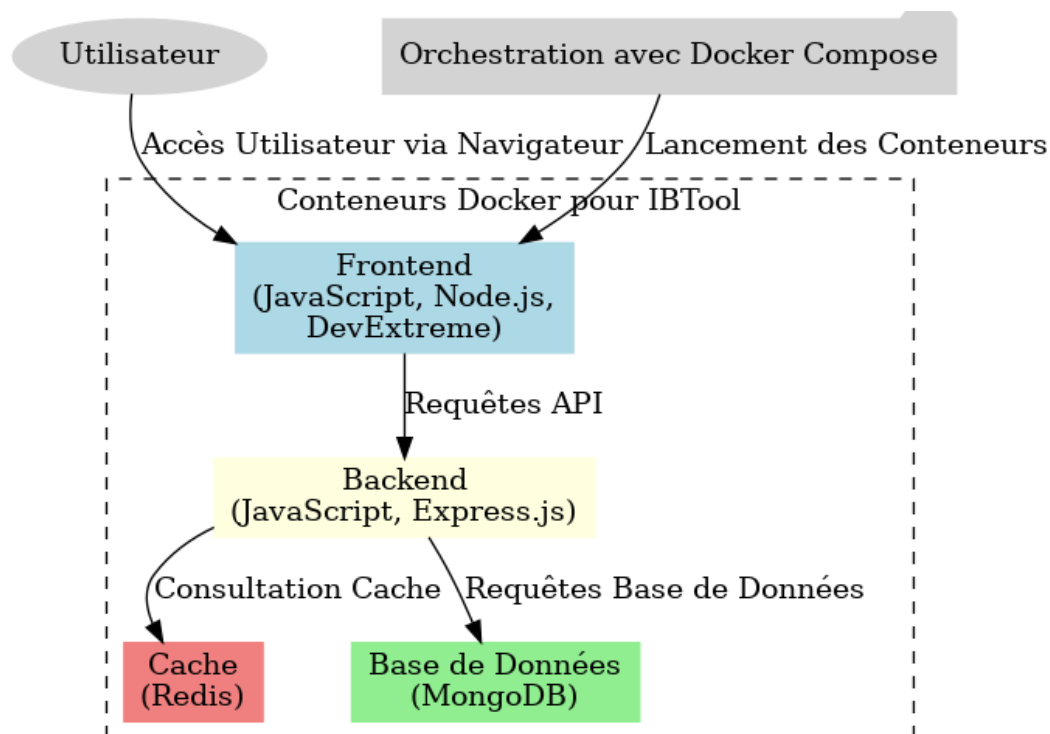 Utilisateur
Orchestration avec Docker Compose
Accès Utilisateur via Navigateur
Lancement des Conteneurs
Conteneurs Docker pour IBTool
Frontend
(JavaScript, Node.js,
DevExtreme)
Requêtes API
Backend
(JavaScript, Express.js)
Consultation Cache
Requêtes Base de Données
Cache
(Redis)
Base de Données
(MongoDB)